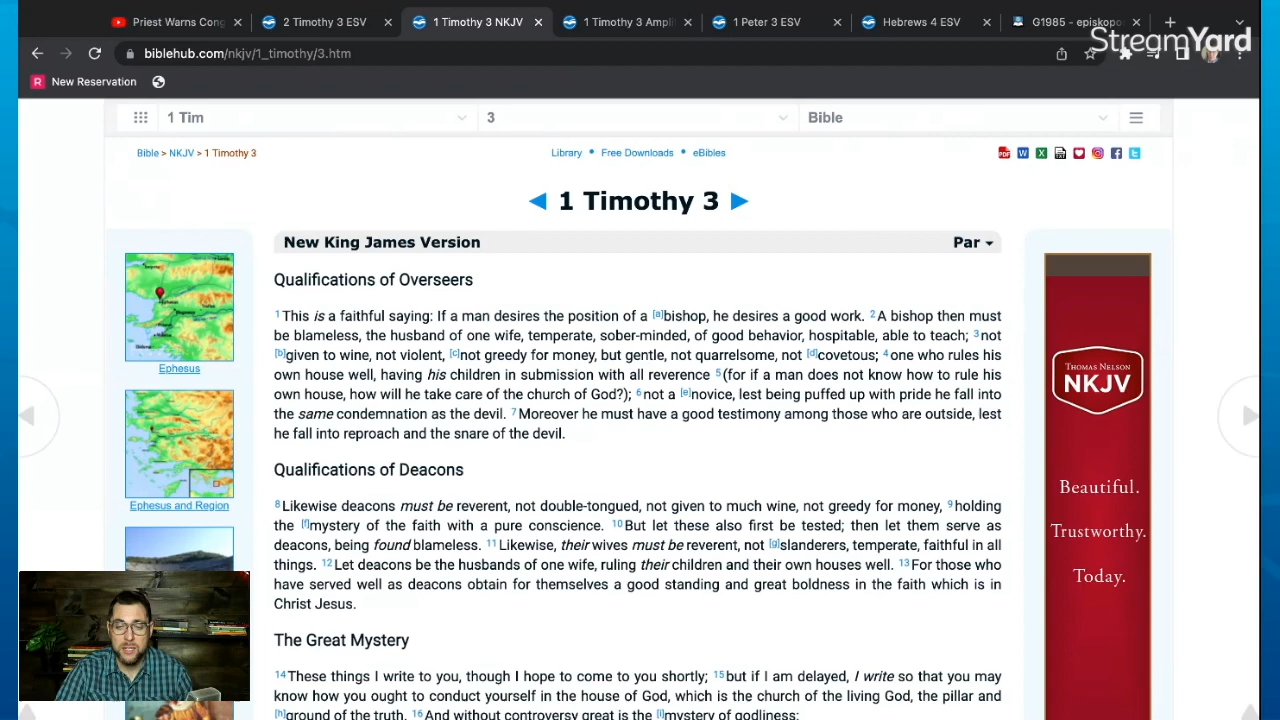 Priest Warns Con
2 Timothy 3 ESV
1 Timothy 3 NKJV
1 Timothy 3 Ampli
1 Peter 3 ESV
Hebrews 4 ESV
G1985 - episkopo
StreamYard
biblehub.com/nkjv/1_timothy/3.htm
R New Reservation
1 Tim
3
Bible
Bible > NKJV > 1 Timothy 3
Library • Free Downloads • eBibles
◄ 1 Timothy 3 ►
New King James Version
Par
Qualifications of Overseers
1 This is a faithful saying: If a man desires the position of a [a]bishop, he desires a good work. 2 A bishop then must
be blameless, the husband of one wife, temperate, sober-minded, of good behavior, hospitable, able to teach; 3 not
[b]given to wine, not violent, [c]not greedy for money, but gentle, not quarrelsome, not [d]covetous; 4 one who rules his
own house well, having his children in submission with all reverence 5 (for if a man does not know how to rule his
own house, how will he take care of the church of God?); 6 not a [e]novice, lest being puffed up with pride he fall into
the same condemnation as the devil. 7 Moreover he must have a good testimony among those who are outside, lest
he fall into reproach and the snare of the devil.
Qualifications of Deacons
8 Likewise deacons must be reverent, not double-tongued, not given to much wine, not greedy for money, 9 holding
the [f]mystery of the faith with a pure conscience. 10 But let these also first be tested; then let them serve as
deacons, being found blameless. 11 Likewise, their wives must be reverent, not [g]slanderers, temperate, faithful in all
things. 12 Let deacons be the husbands of one wife, ruling their children and their own houses well. 13 For those who
have served well as deacons obtain for themselves a good standing and great boldness in the faith which is in
Christ Jesus.
The Great Mystery
14 These things I write to you, though I hope to come to you shortly; 15 but if I am delayed, I write so that you may
know how you ought to conduct yourself in the house of God, which is the church of the living God, the pillar and
[h]ground of the truth. 16 And without controversy great is the [i]mystery of godliness:
Ephesus
Ephesus and Region
THOMAS NELSON
NKJV
Beautiful.
Trustworthy.
Today.